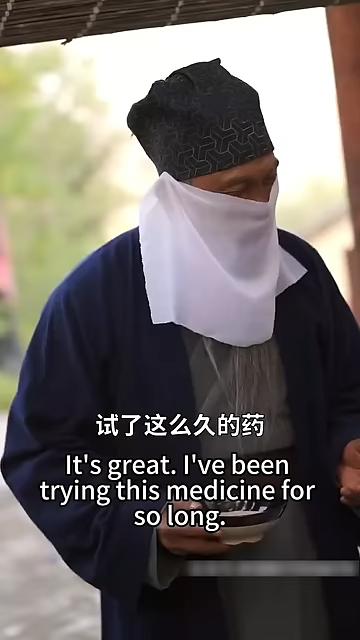 试了这么久的药
It's great. I've been
trying this medicine for
so long.